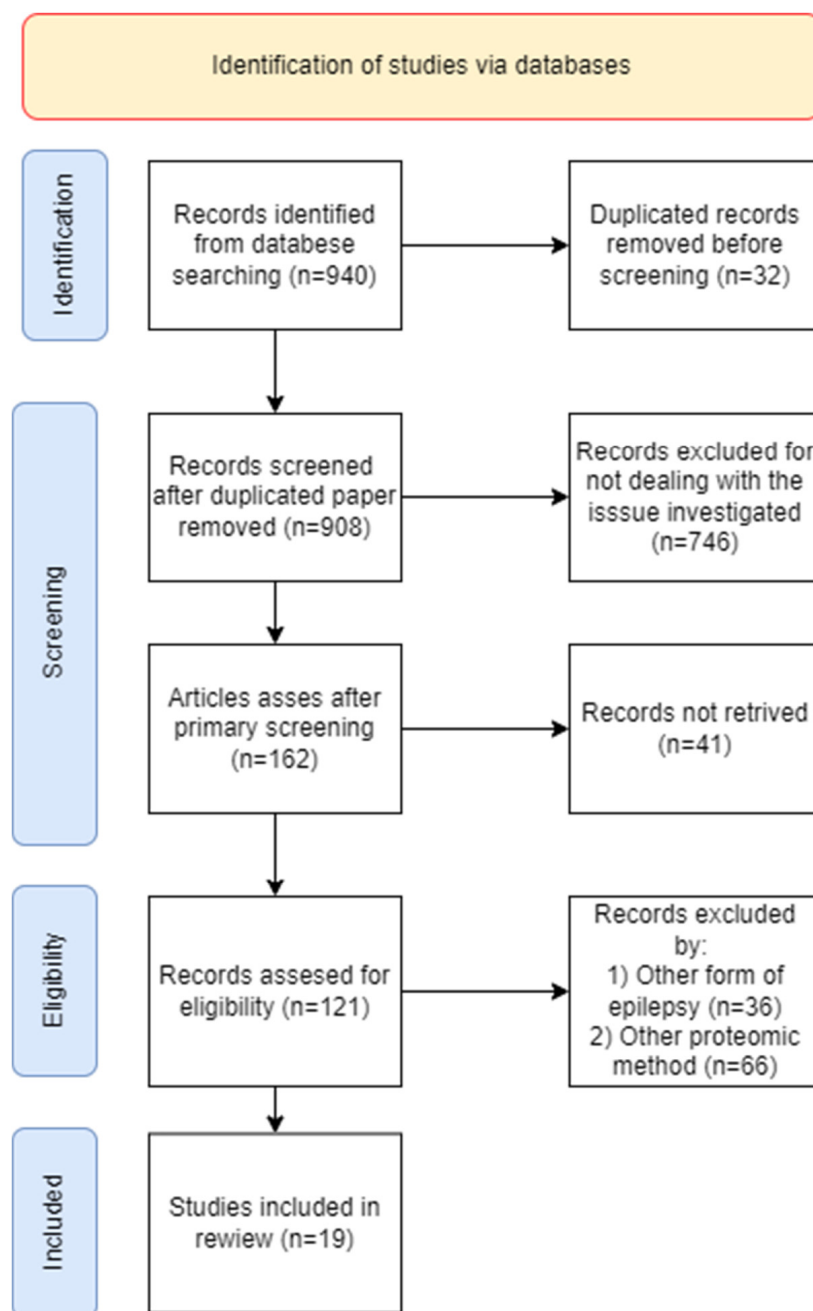 Identification of studies via databases
Identification
Records identified
from databese
searching (n=940)
Duplicated records
removed before
screening (n=32)
Screening
Records screened
after duplicated paper
removed (n=908)
Records excluded for
not dealing with the
isssue investigated
(n=746)
Articles asses after
primary screening
(n=162)
Records not retrived
(n=41)
Eligibility
Records assesed for
eligibility (n=121)
Records excluded
by:
1) Other form of
epilepsy (n=36)
2) Other proteomic
method (n=66)
Included
Studies included in
rewiew (n=19)